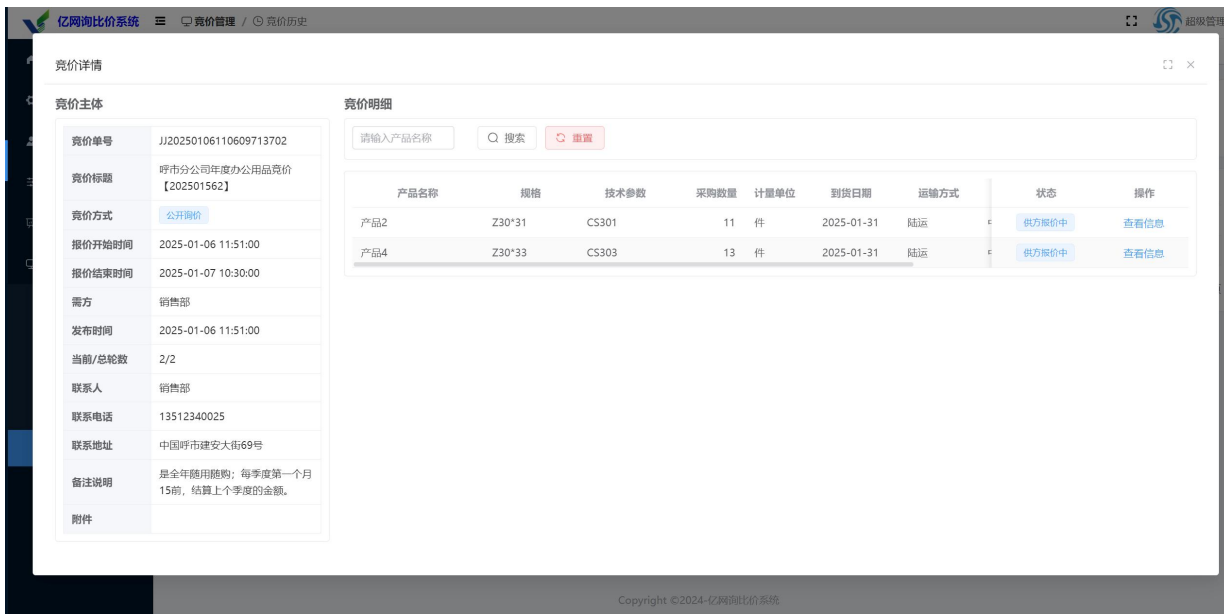 亿网询比价系统 竞价管理 / 竞价历史 超级管理
竞价详情
竞价主体
竞价单号 JJ20250106110609713702
竞价标题 呼市分公司年度办公用品竞价
【202501562】
竞价方式 公开询价
报价开始时间 2025-01-06 11:51:00
报价结束时间 2025-01-07 10:30:00
需方 销售部
发布时间 2025-01-06 11:51:00
当前/总轮数 2/2
联系人 销售部
联系电话 13512340025
联系地址 中国呼市建安大街69号
备注说明 是全年随用随购；每季度第一个月
15前，结算上个季度的金额。
附件
竞价明细
请输入产品名称 搜索 重置
产品名称 规格 技术参数 采购数量 计量单位 到货日期 运输方式 状态 操作
产品2 Z30*31 CS301 11 件 2025-01-31 陆运 供方报价中 查看信息
产品4 Z30*33 CS303 13 件 2025-01-31 陆运 供方报价中 查看信息
Copyright ©2024-亿网询比价系统